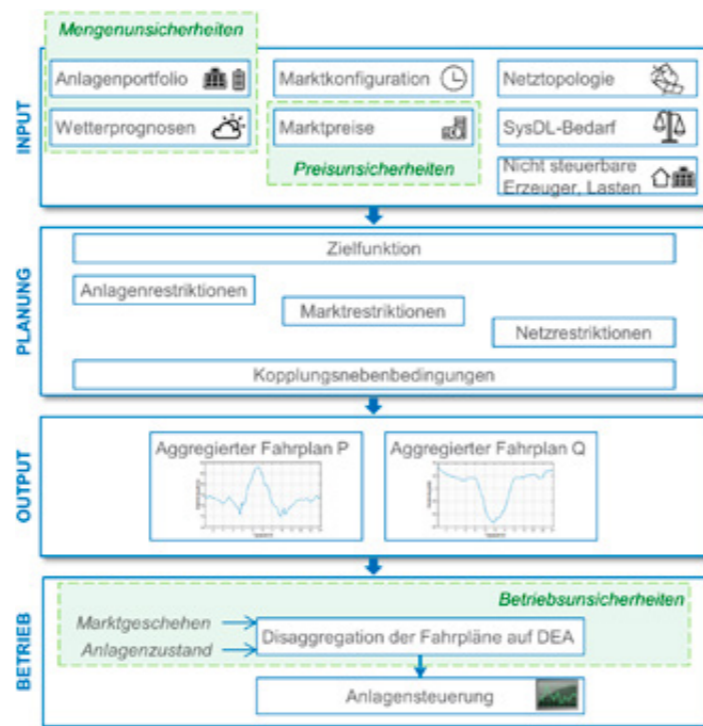 Mengenunsicherheiten
INPUT
Anlagenportfolio
Marktkonfiguration
Netztopologie
Wetterprognosen
Marktpreise
SysDL-Bedarf
Preisunsicherheiten
Nicht steuerbare
Erzeuger, Lasten
PLANUNG
Zielfunktion
Anlagenrestriktionen
Marktrestriktionen
Netzrestriktionen
Kopplungsnebenbedingungen
OUTPUT
Aggregierter Fahrplan P
Aggregierter Fahrplan Q
BETRIEB
Betriebsunsicherheiten
Marktgeschehen
Anlagenzustand
Disaggregation der Fahrpläne auf DEA
Anlagensteuerung